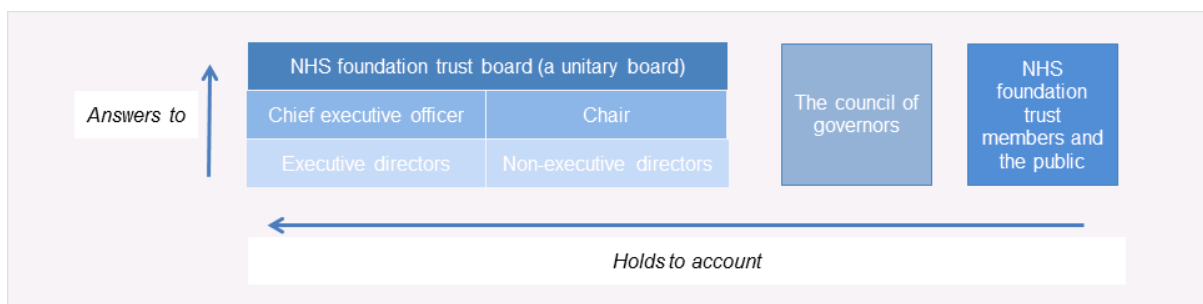 Answers to
NHS foundation trust board (a unitary board)
Chief executive officer
Chair
Executive directors
Non-executive directors
The council of
governors
NHS
foundation
trust
members and
the public
Holds to account